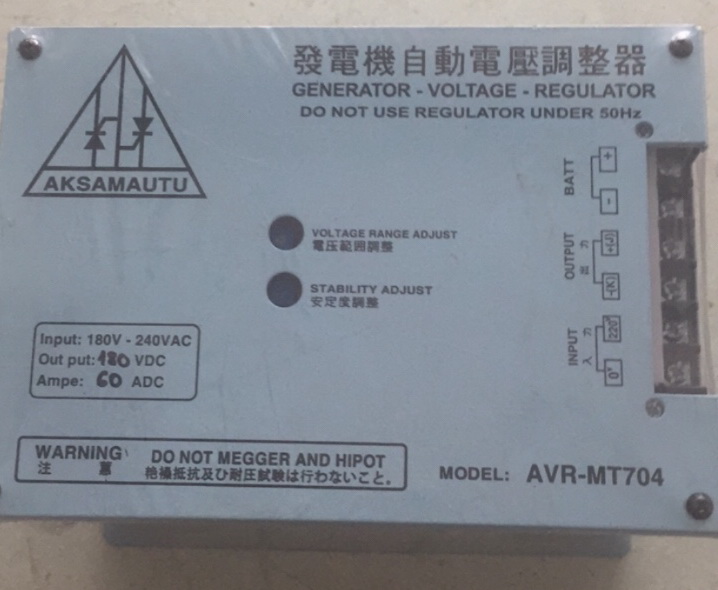 發電機自動電壓調整器
GENERATOR - VOLTAGE - REGULATOR
DO NOT USE REGULATOR UNDER 50Hz
AKSAMAUTU
VOLTAGE RANGE ADJUST
電压範囲調整
STABILITY ADJUST
安定度調整
BATT
+
-
OUTPUT
出 力
+(J)
-(K)
INPUT
入 力
220V
0V
Input: 180V - 240VAC
Out put: 180 VDC
Ampe: 60 ADC
WARNING
注 意
DO NOT MEGGER AND HIPOT
绝缘抵抗及び耐圧試験は行わないこと。
MODEL: AVR-MT704